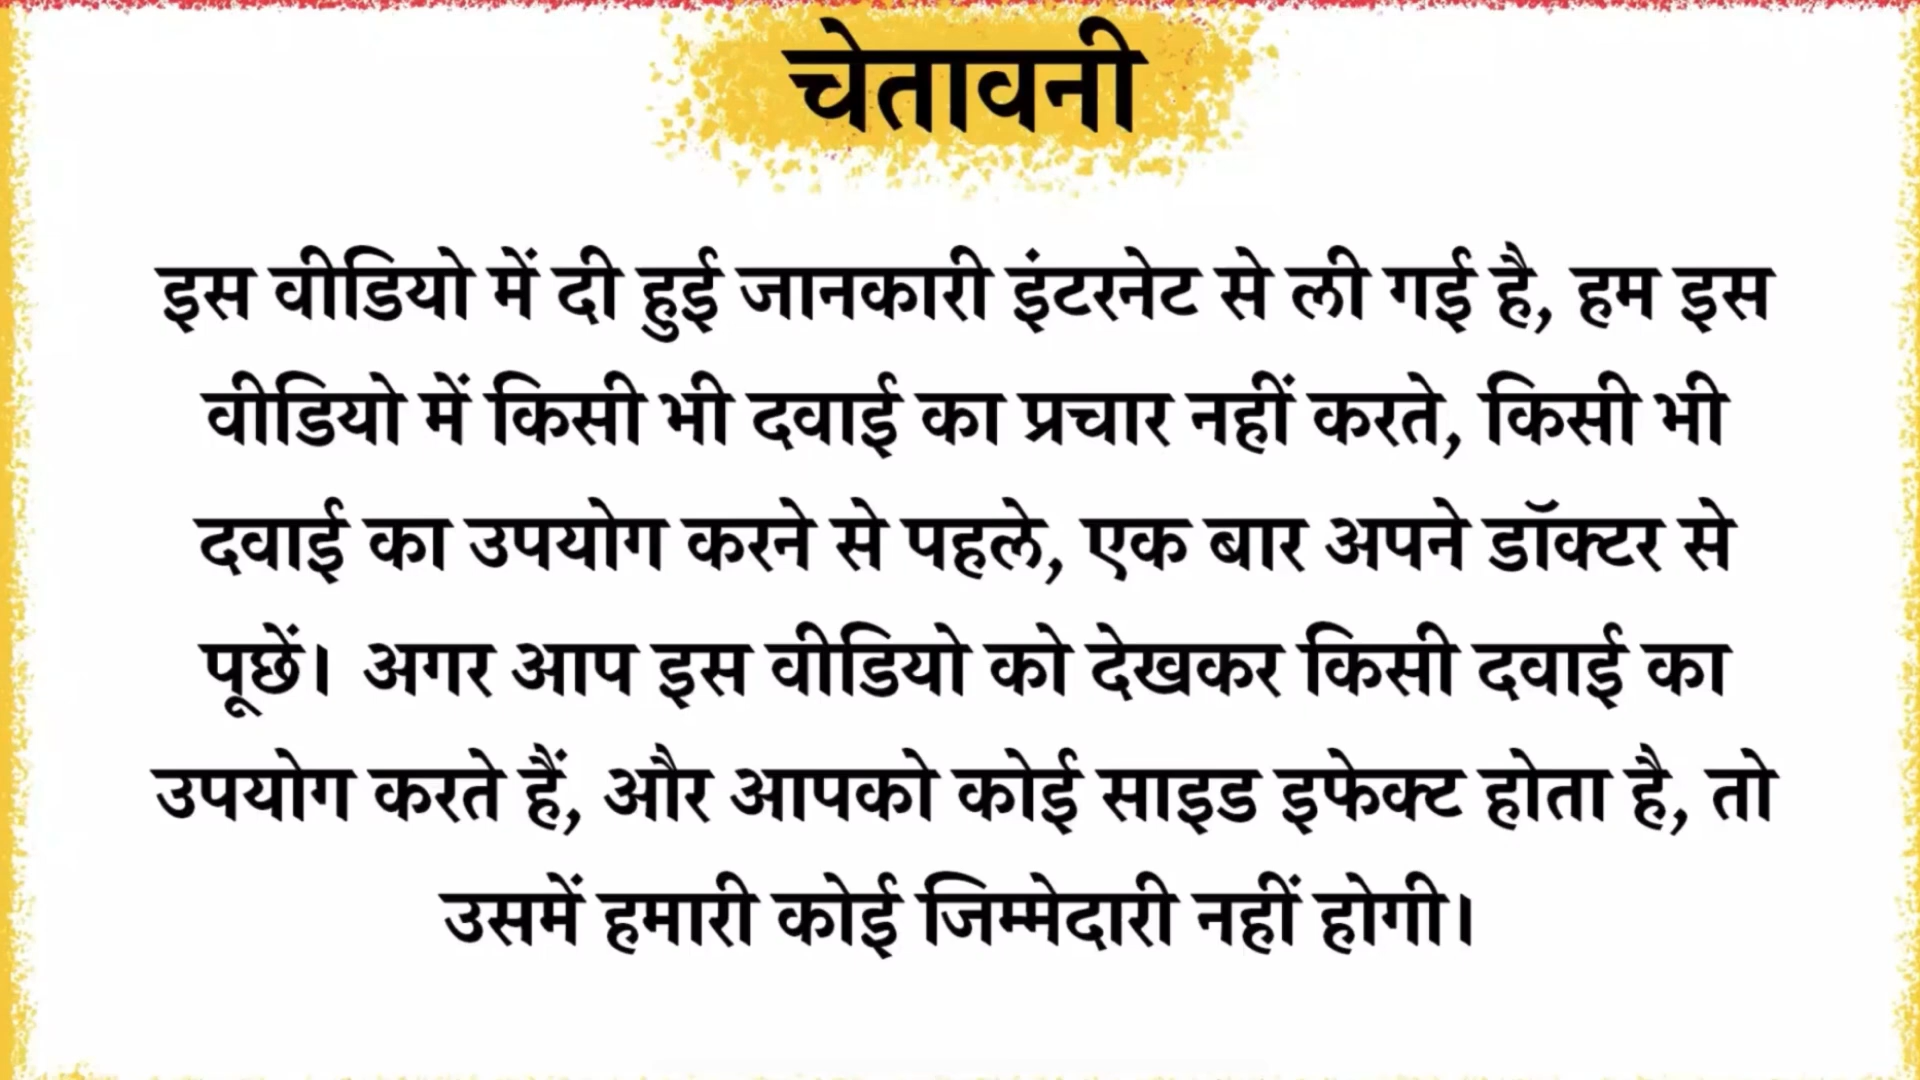 चेतावनी
इस वीडियो में दी हुई जानकारी इंटरनेट से ली गई है, हम इस
वीडियो में किसी भी दवाई का प्रचार नहीं करते, किसी भी
दवाई का उपयोग करने से पहले, एक बार अपने डॉक्टर से
पूछें। अगर आप इस वीडियो को देखकर किसी दवाई का
उपयोग करते हैं, और आपको कोई साइड इफेक्ट होता है, तो
उसमें हमारी कोई जिम्मेदारी नहीं होगी।